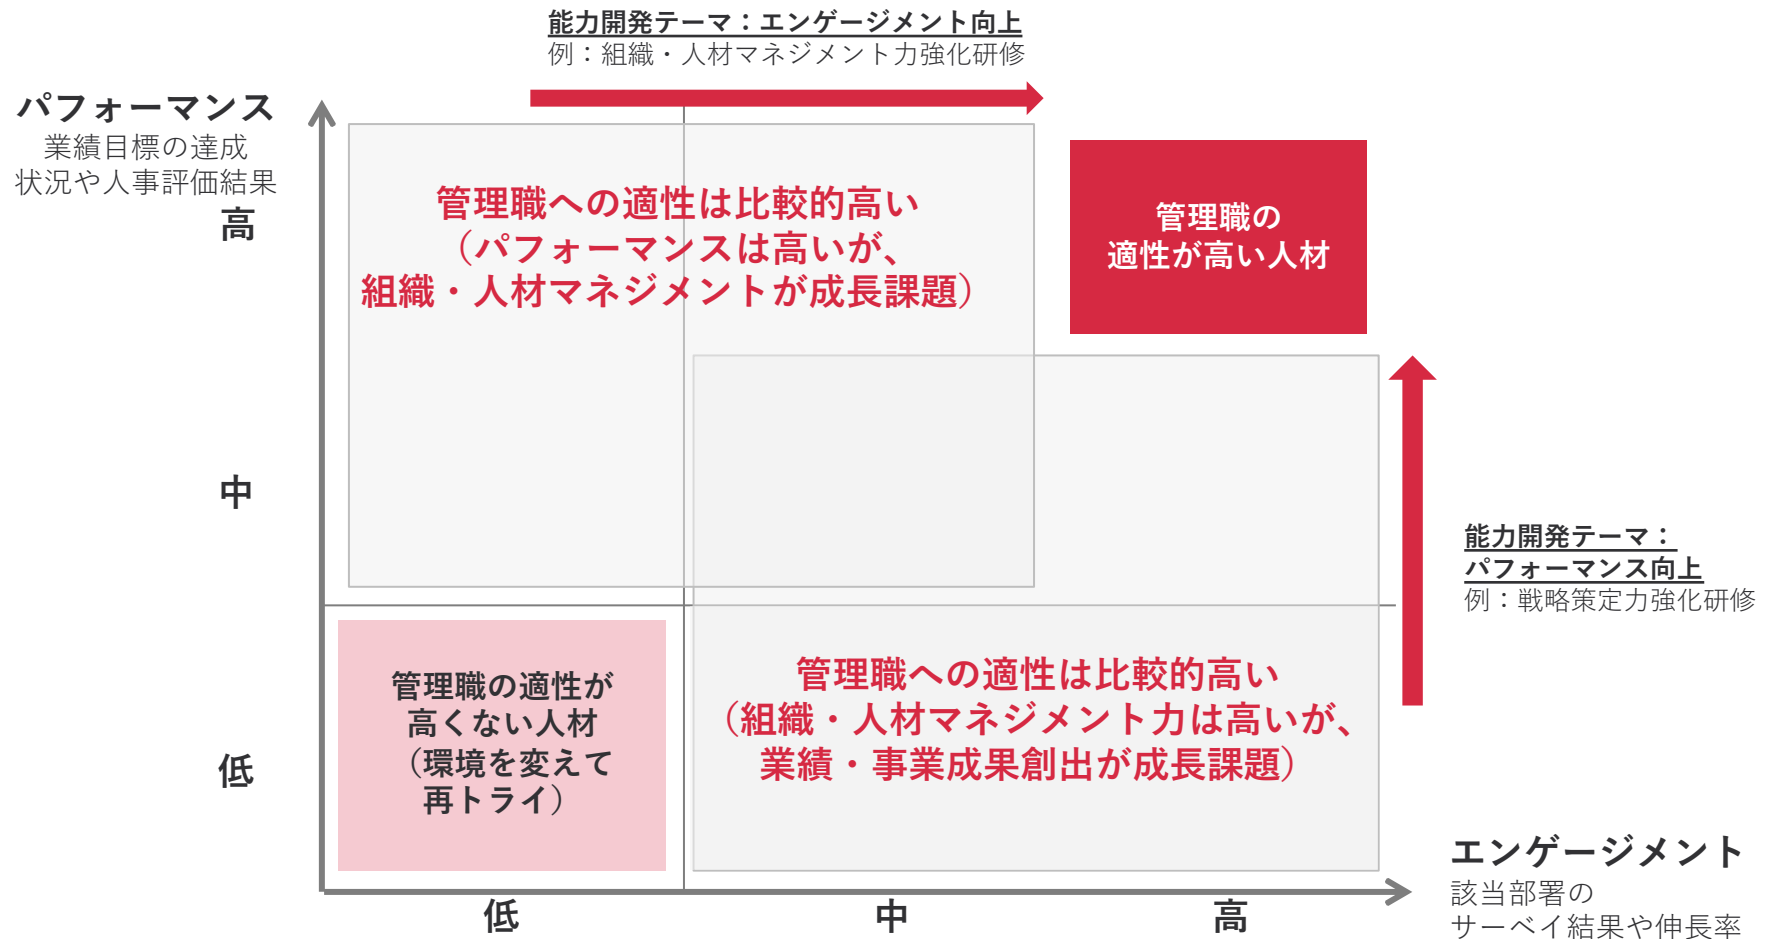 能力開発テーマ：エンゲージメント向上
例：組織・人材マネジメント力強化研修
パフォーマンス
業績目標の達成
状況や人事評価結果
高
中
低
管理職への適性は比較的高い
（パフォーマンスは高いが、
組織・人材マネジメントが成長課題）
管理職の
適性が高い人材
能力開発テーマ：
パフォーマンス向上
例：戦略策定力強化研修
管理職の適性が
高くない人材
（環境を変えて
再トライ）
管理職への適性は比較的高い
（組織・人材マネジメント力は高いが、
業績・事業成果創出が成長課題）
低
中
高
エンゲージメント
該当部署の
サーベイ結果や伸長率